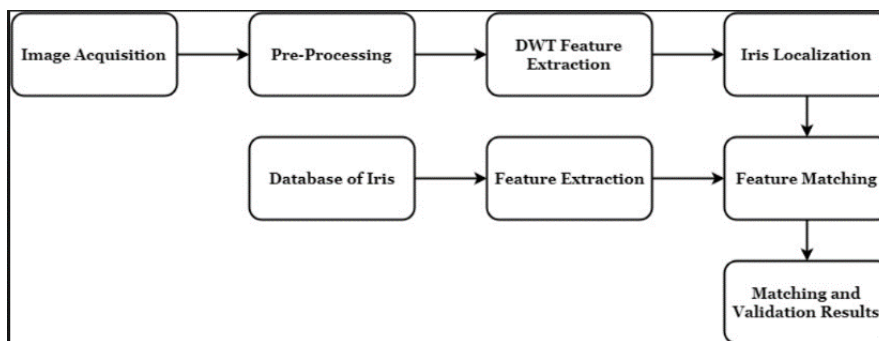 Image Acquisition
Pre-Processing
DWT Feature
Extraction
Iris Localization
Database of Iris
Feature Extraction
Feature Matching
Matching and
Validation Results